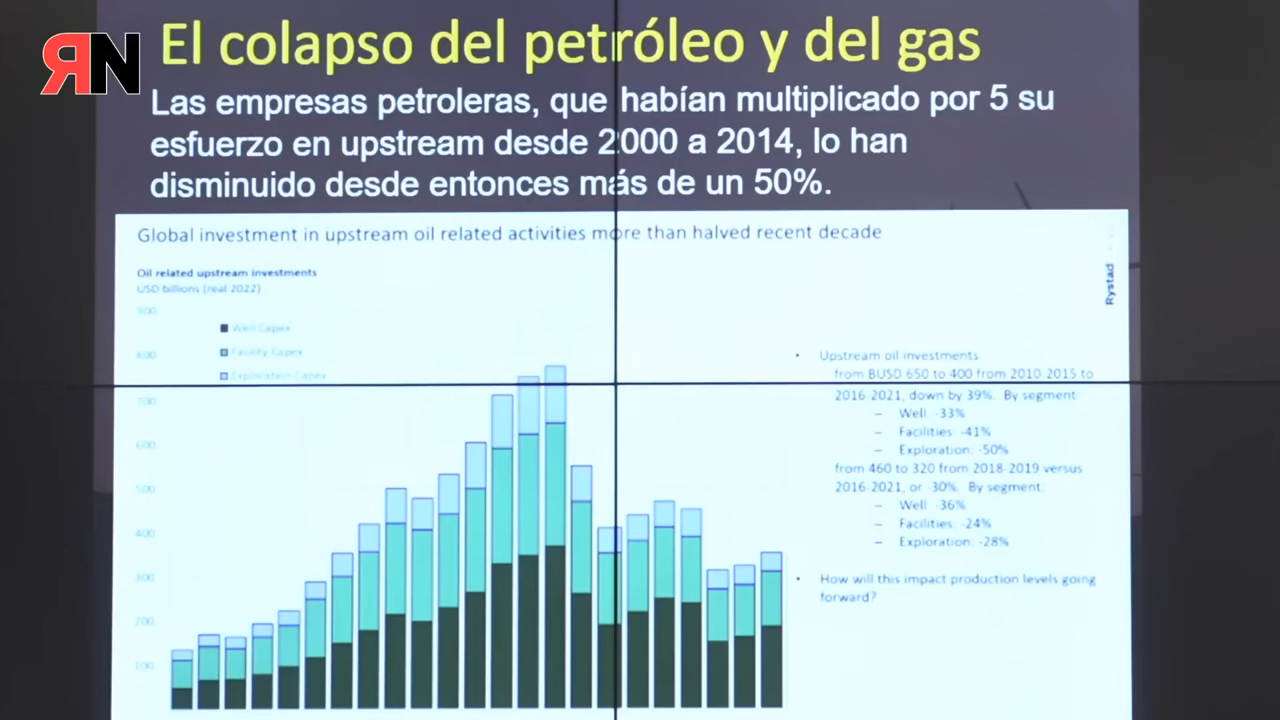 RN
El colapso del petróleo y del gas
Las empresas petroleras, que habían multiplicado por 5 su
esfuerzo en upstream desde 2000 a 2014, lo han
disminuido desde entonces más de un 50%.
Global investment in upstream oil related activities more than halved recent decade
Oil related upstream investments
USD billions (real 2022)
900
Well Capex
800
Facility Capex
Exploration Capex
700
600
500
400
300
200
100
Rystad
• Upstream oil investments
from BUSD 650 to 400 from 2010-2015 to
2016-2021, down by 39%. By segment:
– Well: -33%
– Facilities: -41%
– Exploration: -50%
from 460 to 320 from 2018-2019 versus
2016-2021, or -30%. By segment:
– Well: -36%
– Facilities: -24%
– Exploration: -28%
• How will this impact production levels going
forward?